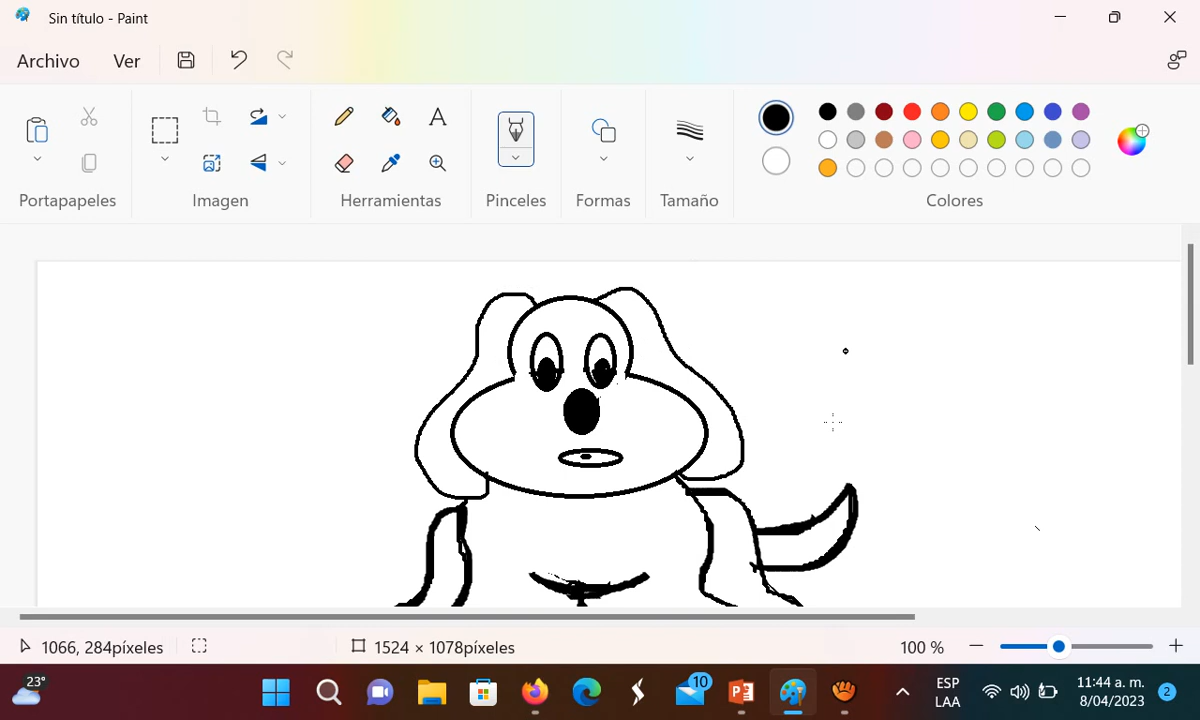 Sin título - Paint
Archivo Ver
Portapapeles Imagen Herramientas Pinceles Formas Tamaño Colores
1066, 284píxeles 1524 × 1078píxeles 100 %
23° 10 ESP LAA 11:44 a. m. 8/04/2023 2